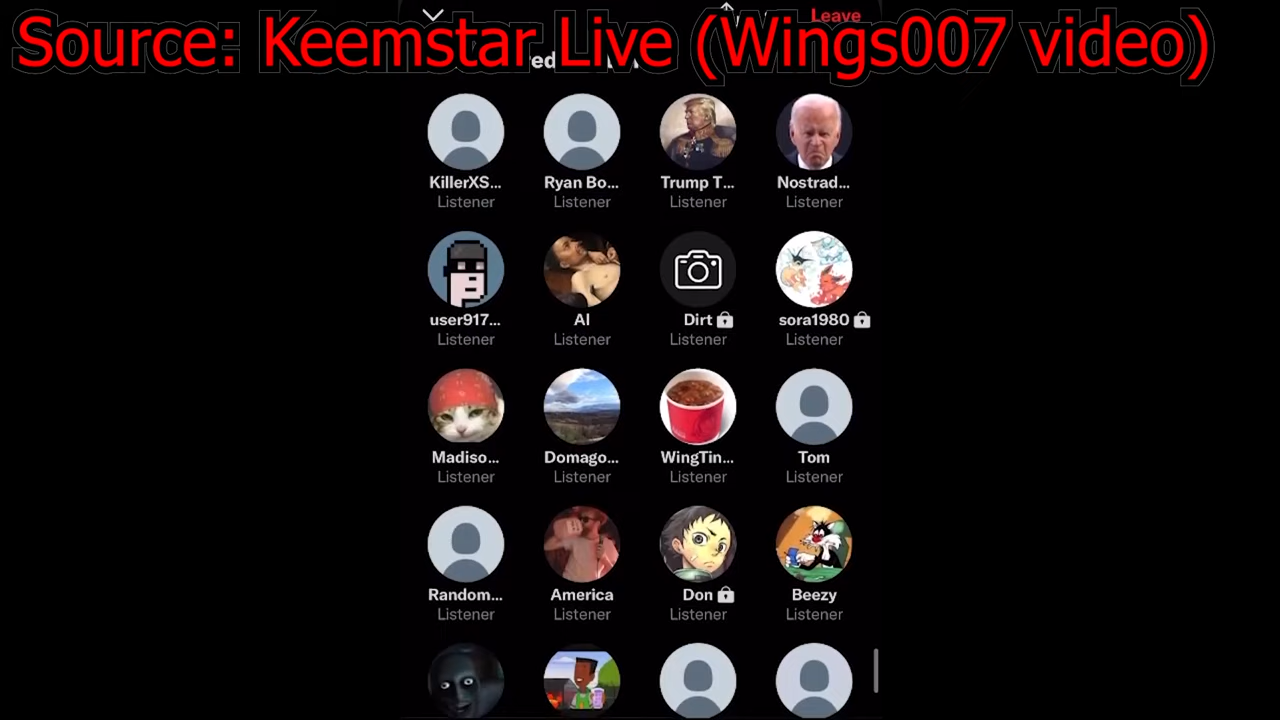 Leave
Source: Keemstar Live (Wings007 video)
KillerXS... Ryan Bo... Trump T... Nostrad...
Listener Listener Listener Listener
user917... AI Dirt sora1980
Listener Listener Listener Listener
Madiso... Domago... WingTin... Tom
Listener Listener Listener Listener
Random... America Don Beezy
Listener Listener Listener Listener